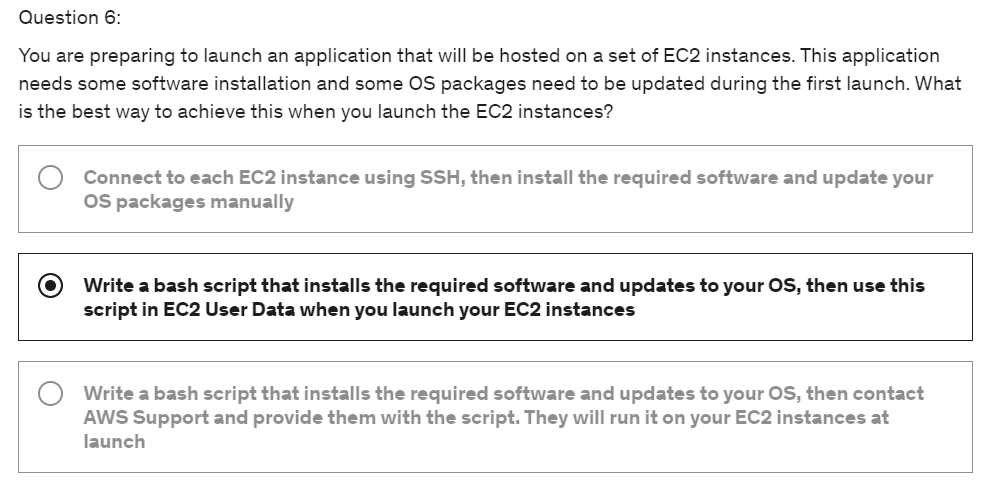 Question 6:
You are preparing to launch an application that will be hosted on a set of EC2 instances. This application
needs some software installation and some OS packages need to be updated during the first launch. What
is the best way to achieve this when you launch the EC2 instances?
Connect to each EC2 instance using SSH, then install the required software and update your
OS packages manually
Write a bash script that installs the required software and updates to your OS, then use this
script in EC2 User Data when you launch your EC2 instances
Write a bash script that installs the required software and updates to your OS, then contact
AWS Support and provide them with the script. They will run it on your EC2 instances at
launch